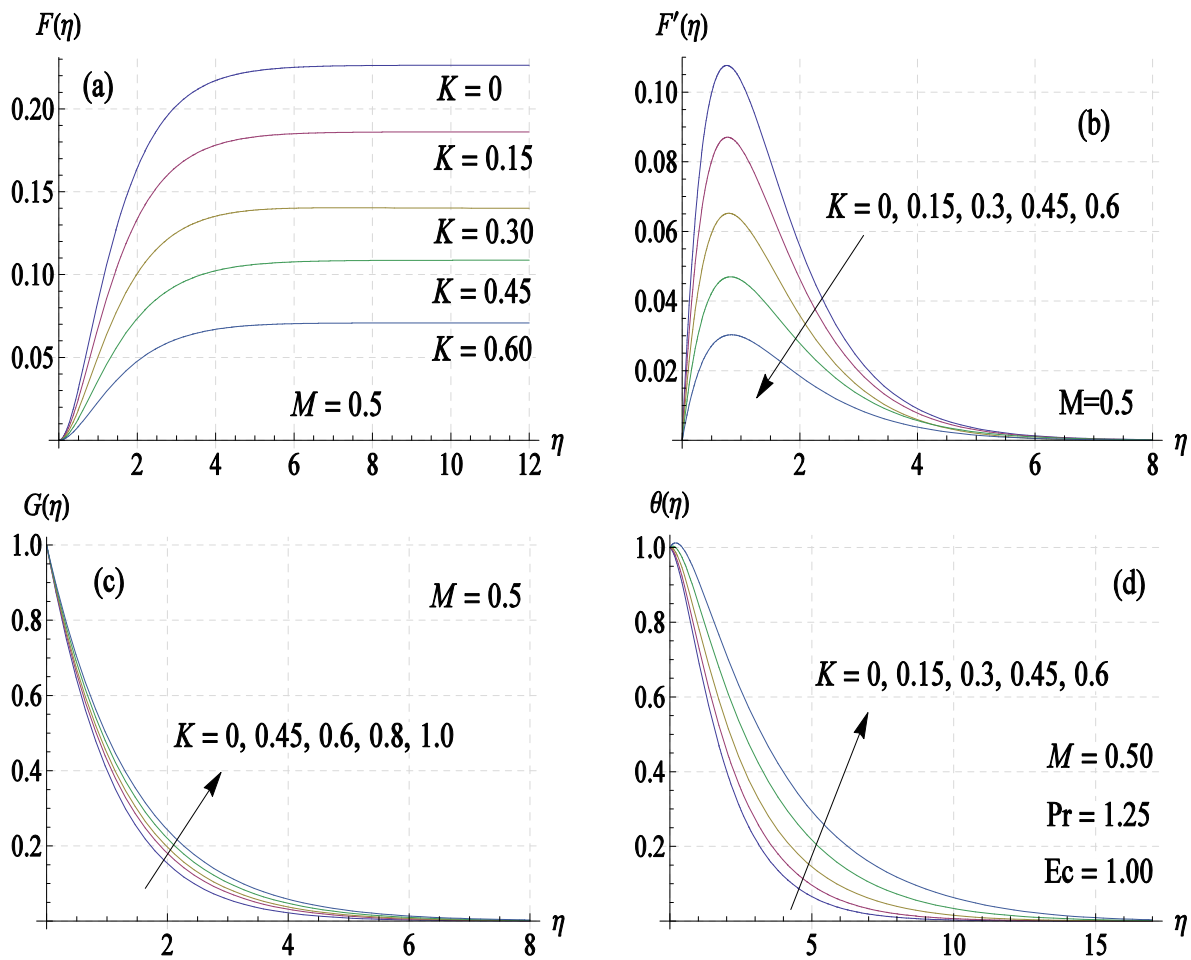 F(η)
(a)
K = 0
0.20
K = 0.15
0.15
K = 0.30
0.10
K = 0.45
K = 0.60
0.05
M = 0.5
2 4 6 8 10 12 η
F′(η)
0.10
(b)
0.08
K = 0, 0.15, 0.3, 0.45, 0.6
0.06
0.04
0.02
M=0.5
2 4 6 8 η
G(η)
1.0
(c)
M = 0.5
0.8
0.6
K = 0, 0.45, 0.6, 0.8, 1.0
0.4
0.2
2 4 6 8 η
θ(η)
1.0
(d)
0.8
K = 0, 0.15, 0.3, 0.45, 0.6
0.6
M = 0.50
0.4
Pr = 1.25
0.2
Ec = 1.00
5 10 15 η